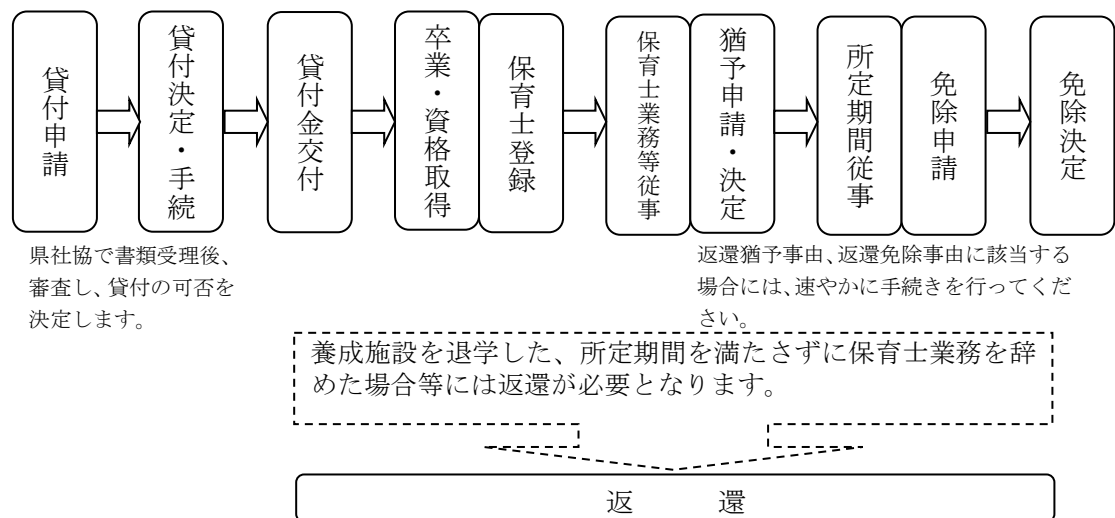 貸付申請
貸付決定・手続
貸付金交付
卒業・資格取得
保育士登録
保育士業務等従事
猶予申請・決定
所定期間従事
免除申請
免除決定
県社協で書類受理後、
審査し、貸付の可否を
決定します。
返還猶予事由、返還免除事由に該当する
場合には、速やかに手続きを行ってくだ
さい。
養成施設を退学した、所定期間を満たさずに保育士業務を辞
めた場合等には返還が必要となります。
返　還